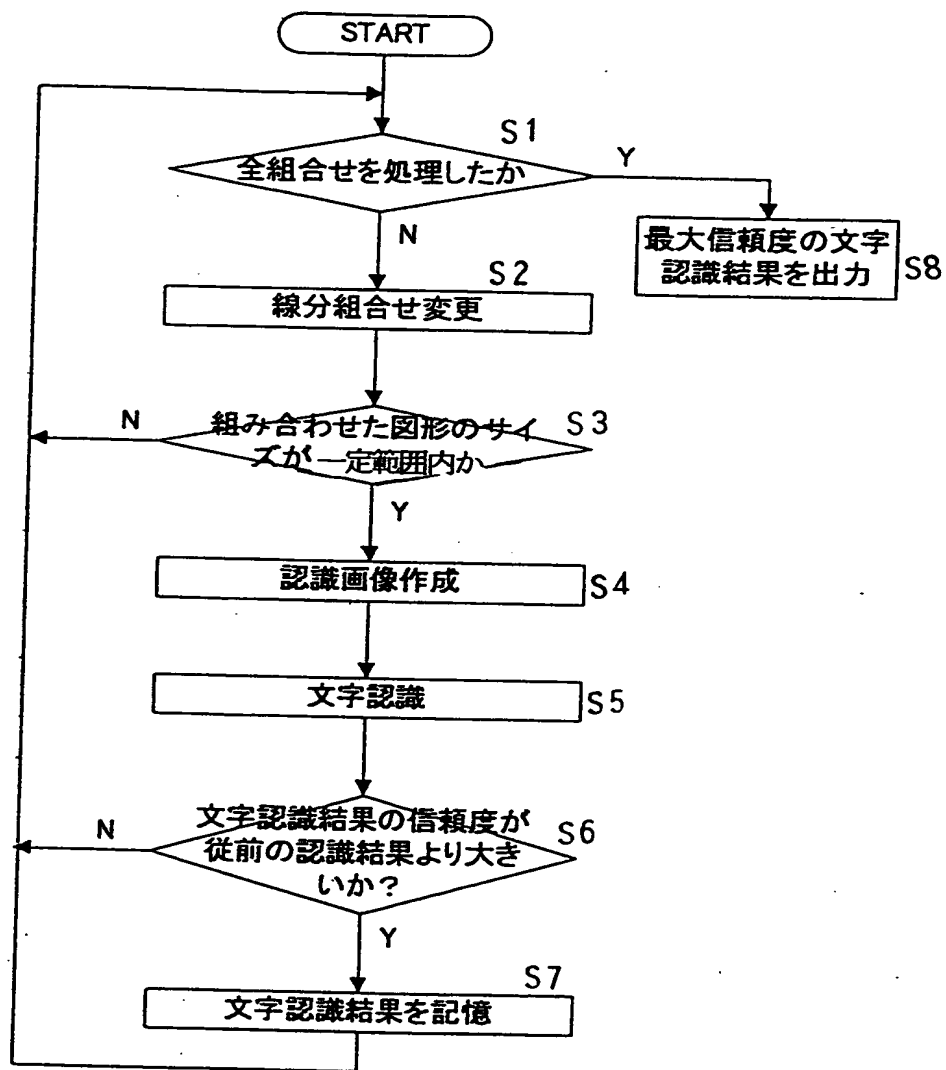 START
S1
全組合せを処理したか
Y
N
最大信頼度の文字
認識結果を出力
S8
S2
線分組合せ変更
N
組み合わせた図形のサイ
ズが一定範囲内か
S3
Y
認識画像作成
S4
文字認識
S5
N
文字認識結果の信頼度が
従前の認識結果より大き
いか?
S6
Y
S7
文字認識結果を記憶